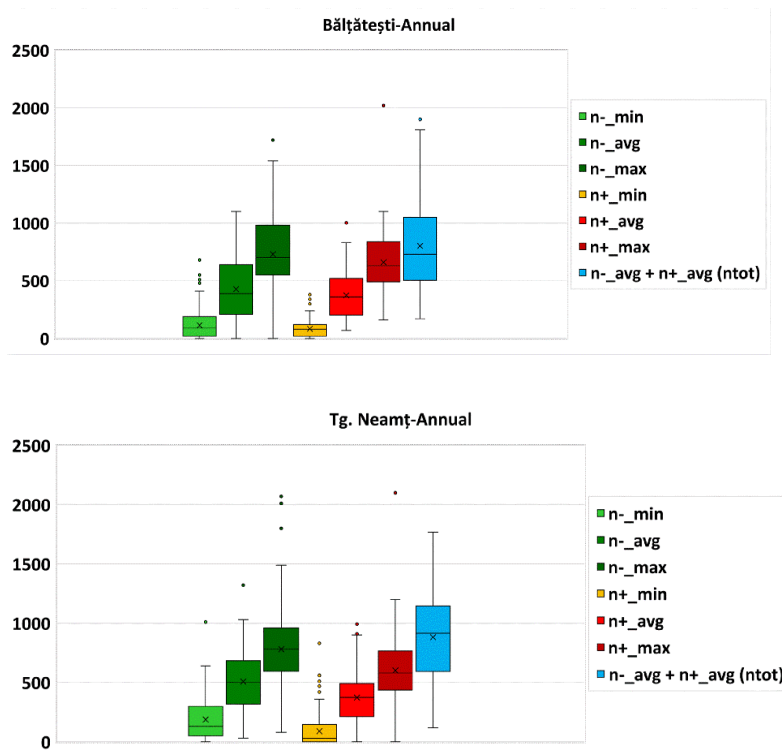 Bălțătești-Annual
2500
2000
1500
1000
500
0
n-_min
n-_avg
n-_max
n+_min
n+_avg
n+_max
n-_avg + n+_avg (ntot)
Tg. Neamț-Annual
2500
2000
1500
1000
500
0
n-_min
n-_avg
n-_max
n+_min
n+_avg
n+_max
n-_avg + n+_avg (ntot)